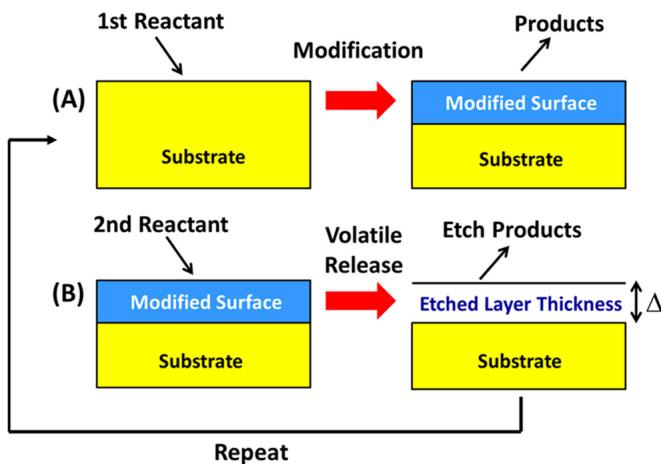 1st Reactant
Products
Modification
(A)
Modified Surface
Substrate
Substrate
2nd Reactant
Volatile
Release
Etch Products
(B)
Modified Surface
Etched Layer Thickness
Δ
Substrate
Substrate
Repeat